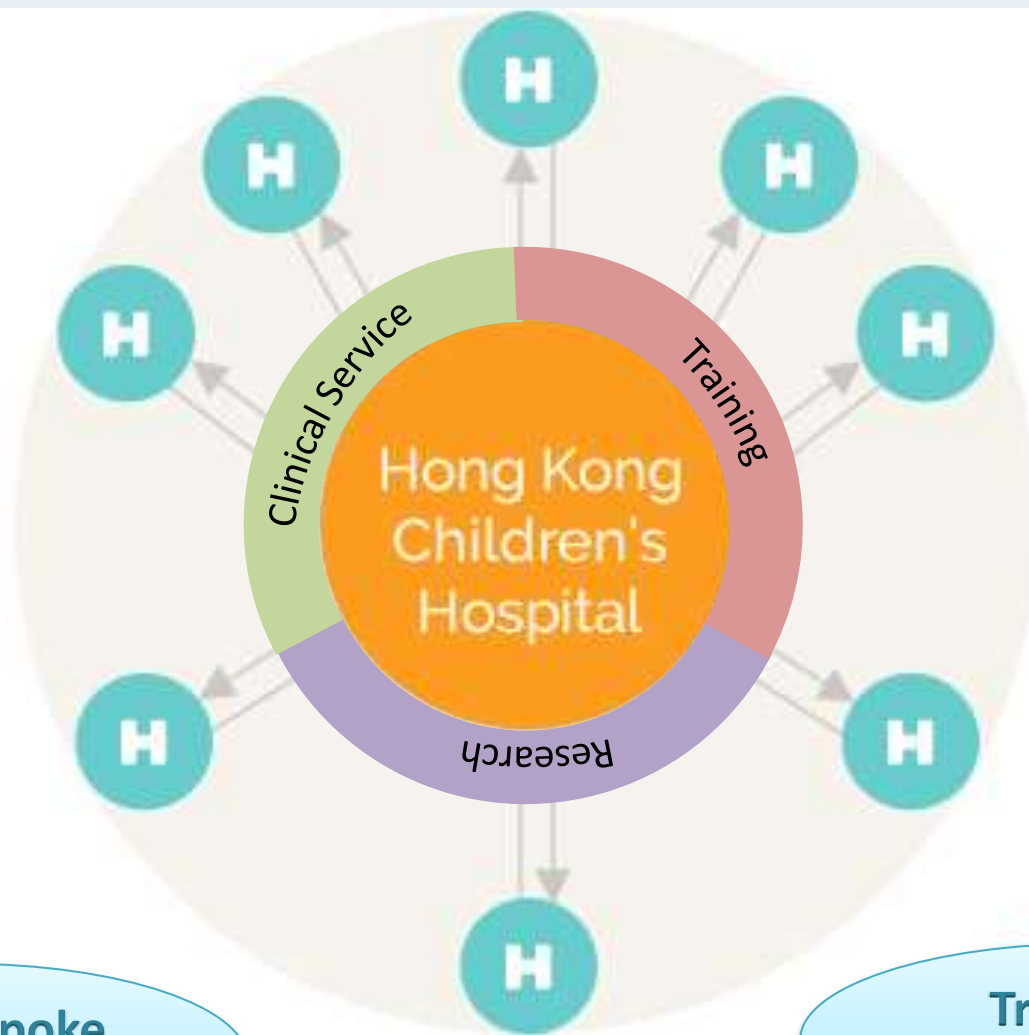 H
H
H
H
H
Clinical Service
Training
Hong Kong
Children's
Hospital
H
H
Research
H